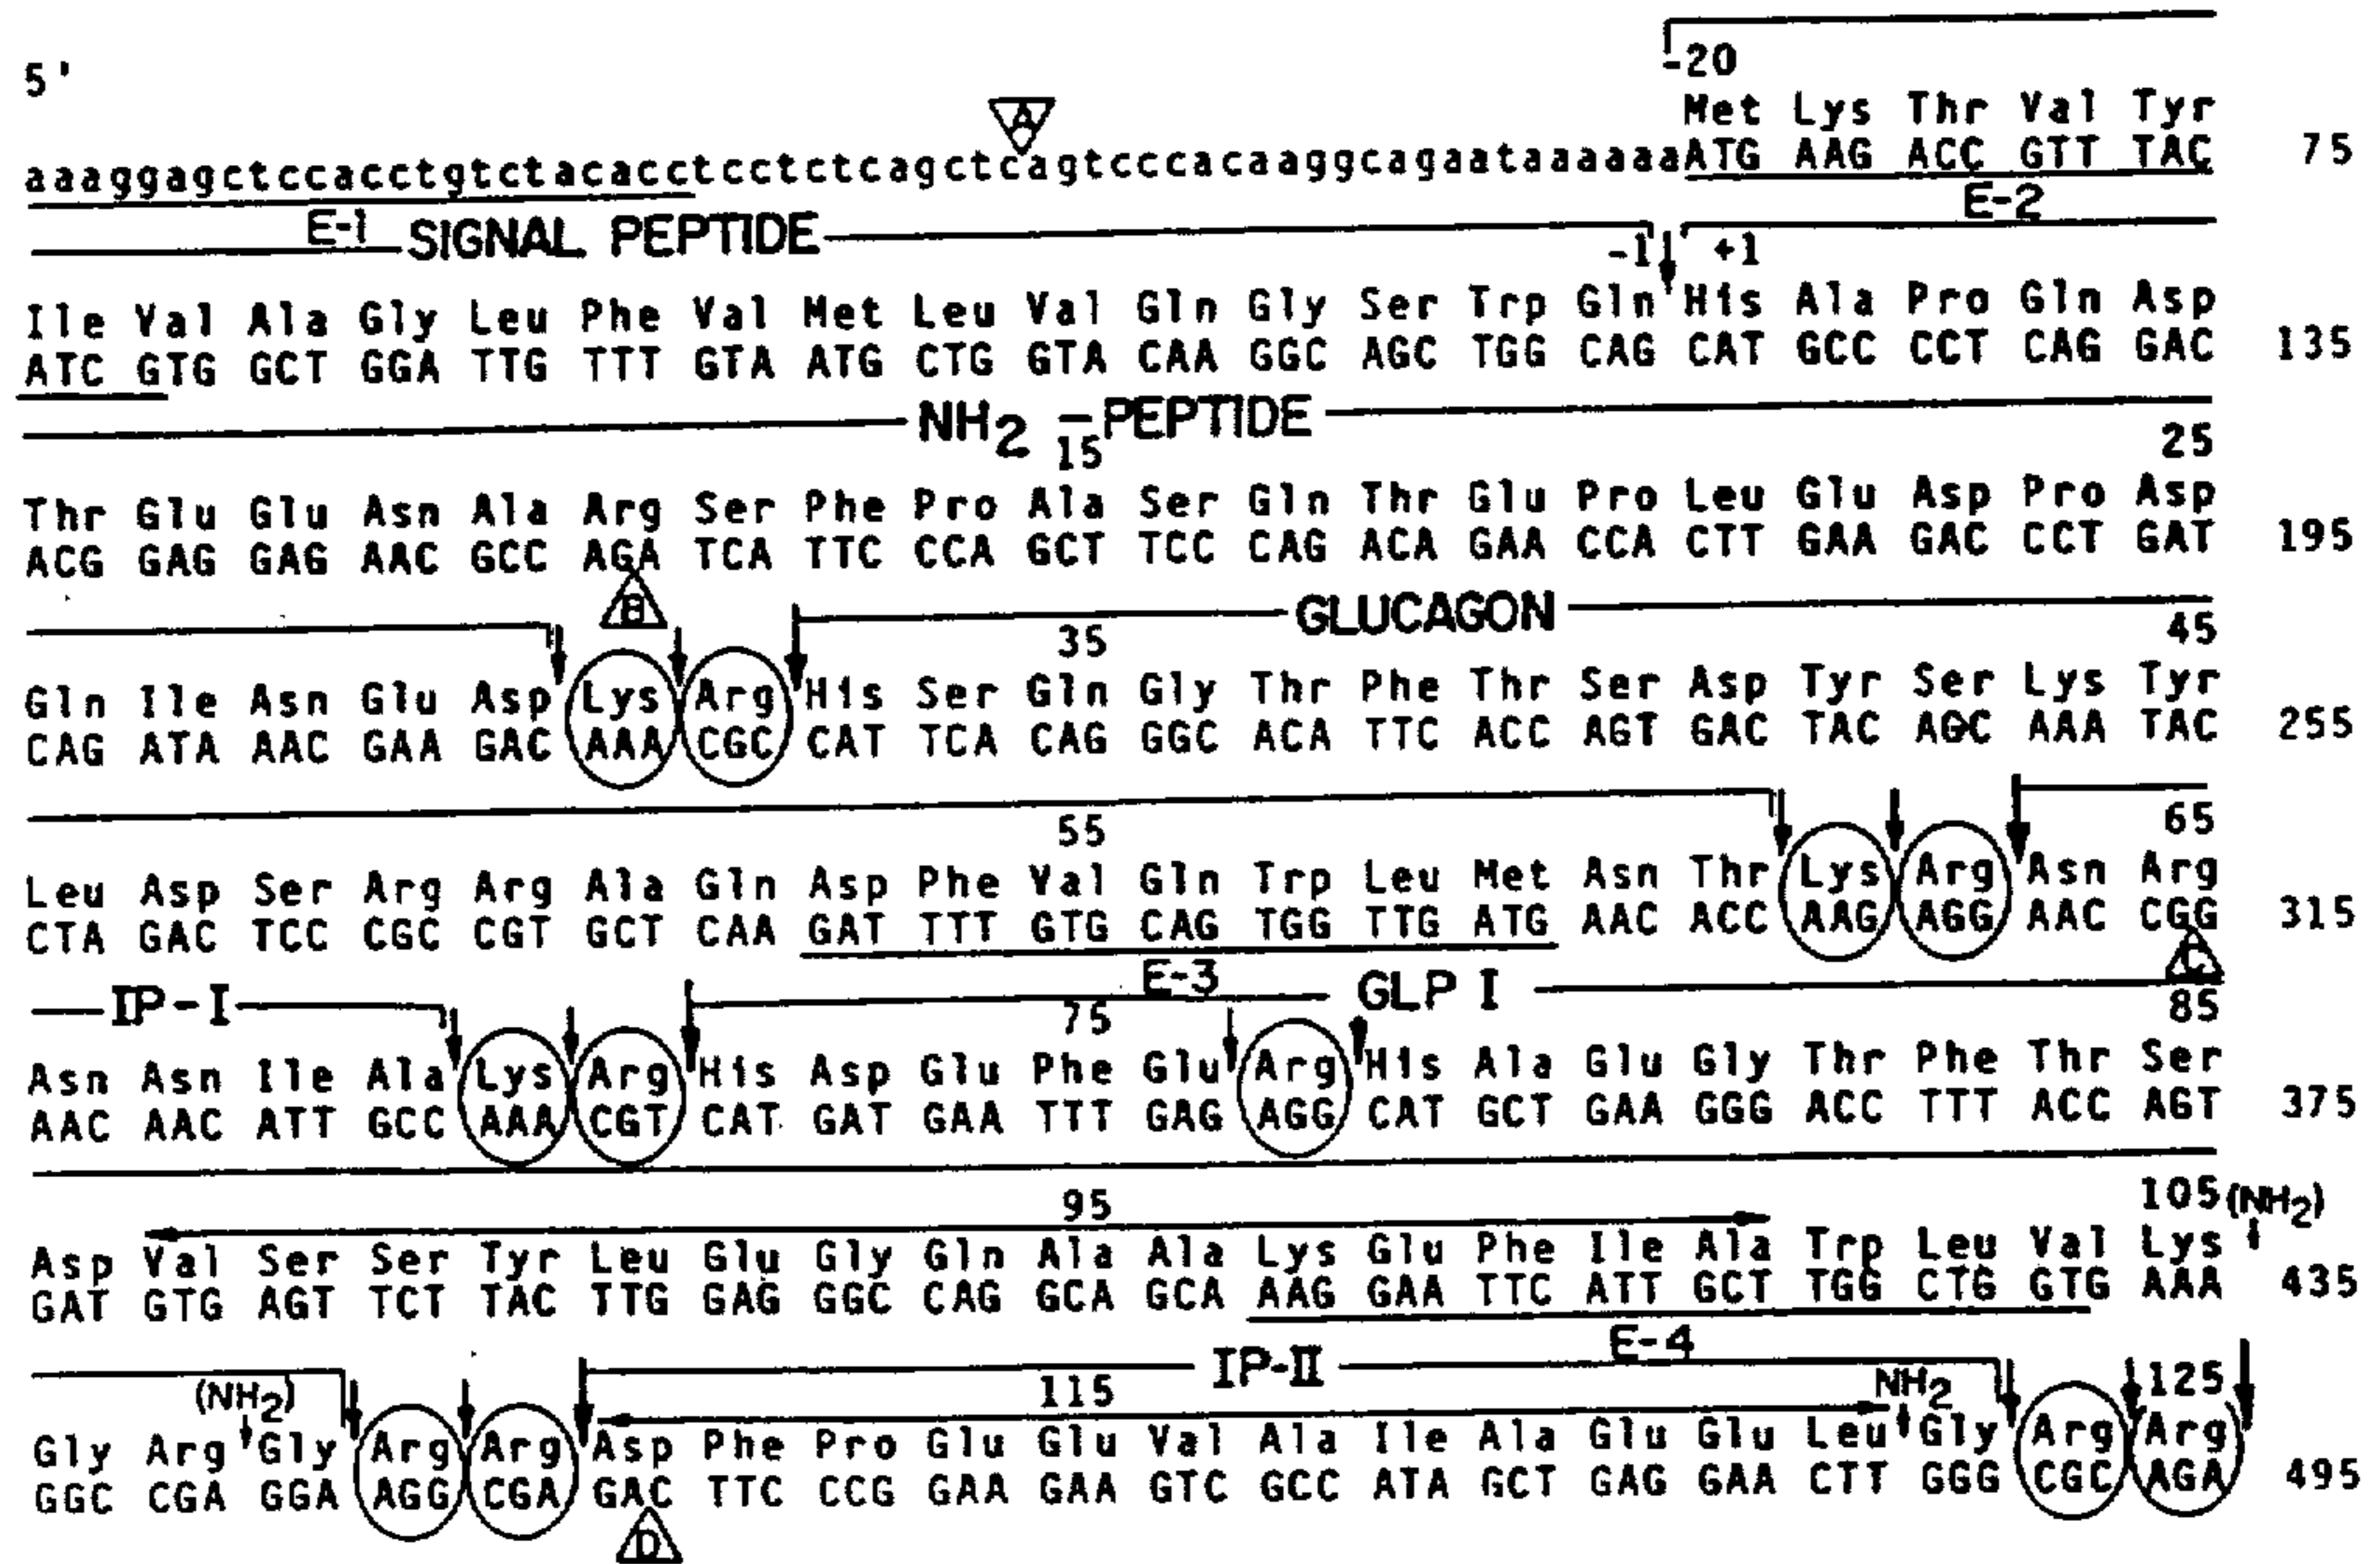 -20
5'
A
Met Lys Thr Val Tyr
aaaggagctccacctgtctacacctcctctcagctcagtcccacaaggcagaataaaaaaATG AAG ACC GTT TAC 75
E-1 SIGNAL PEPTIDE E-2
-1 +1
Ile Val Ala Gly Leu Phe Val Met Leu Val Gln Gly Ser Trp Gln His Ala Pro Gln Asp
ATC GTG GCT GGA TTG TTT GTA ATG CTG GTA CAA GGC AGC TGG CAG CAT GCC CCT CAG GAC 135
NH2 -PEPTIDE
15 25
Thr Glu Glu Asn Ala Arg Ser Phe Pro Ala Ser Gln Thr Glu Pro Leu Glu Asp Pro Asp
ACG GAG GAG AAC GCC AGA TCA TTC CCA GCT TCC CAG ACA GAA CCA CTT GAA GAC CCT GAT 195
B GLUCAGON
35 45
Gln Ile Asn Glu Asp Lys Arg His Ser Gln Gly Thr Phe Thr Ser Asp Tyr Ser Lys Tyr
CAG ATA AAC GAA GAC AAA CGC CAT TCA CAG GGC ACA TTC ACC AGT GAC TAC AGC AAA TAC 255
55 65
Leu Asp Ser Arg Arg Ala Gln Asp Phe Val Gln Trp Leu Met Asn Thr Lys Arg Asn Arg
CTA GAC TCC CGC CGT GCT CAA GAT TTT GTG CAG TGG TTG ATG AAC ACC AAG AGG AAC CGG 315
IP-I E-3 GLP I C
75 85
Asn Asn Ile Ala Lys Arg His Asp Glu Phe Glu Arg His Ala Glu Gly Thr Phe Thr Ser
AAC AAC ATT GCC AAA CGT CAT GAT GAA TTT GAG AGG CAT GCT GAA GGG ACC TTT ACC AGT 375
95 105 (NH2)
Asp Val Ser Ser Tyr Leu Glu Gly Gln Ala Ala Lys Glu Phe Ile Ala Trp Leu Val Lys
GAT GTG AGT TCT TAC TTG GAG GGC CAG GCA GCA AAG GAA TTC ATT GCT TGG CTG GTG AAA 435
IP-II E-4
(NH2) 115 NH2 125
Gly Arg Gly Arg Arg Asp Phe Pro Glu Glu Val Ala Ile Ala Glu Glu Leu Gly Arg Arg
GGC CGA GGA AGG CGA GAC TTC CCG GAA GAA GTC GCC ATA GCT GAG GAA CTT GGG CGC AGA 495
D